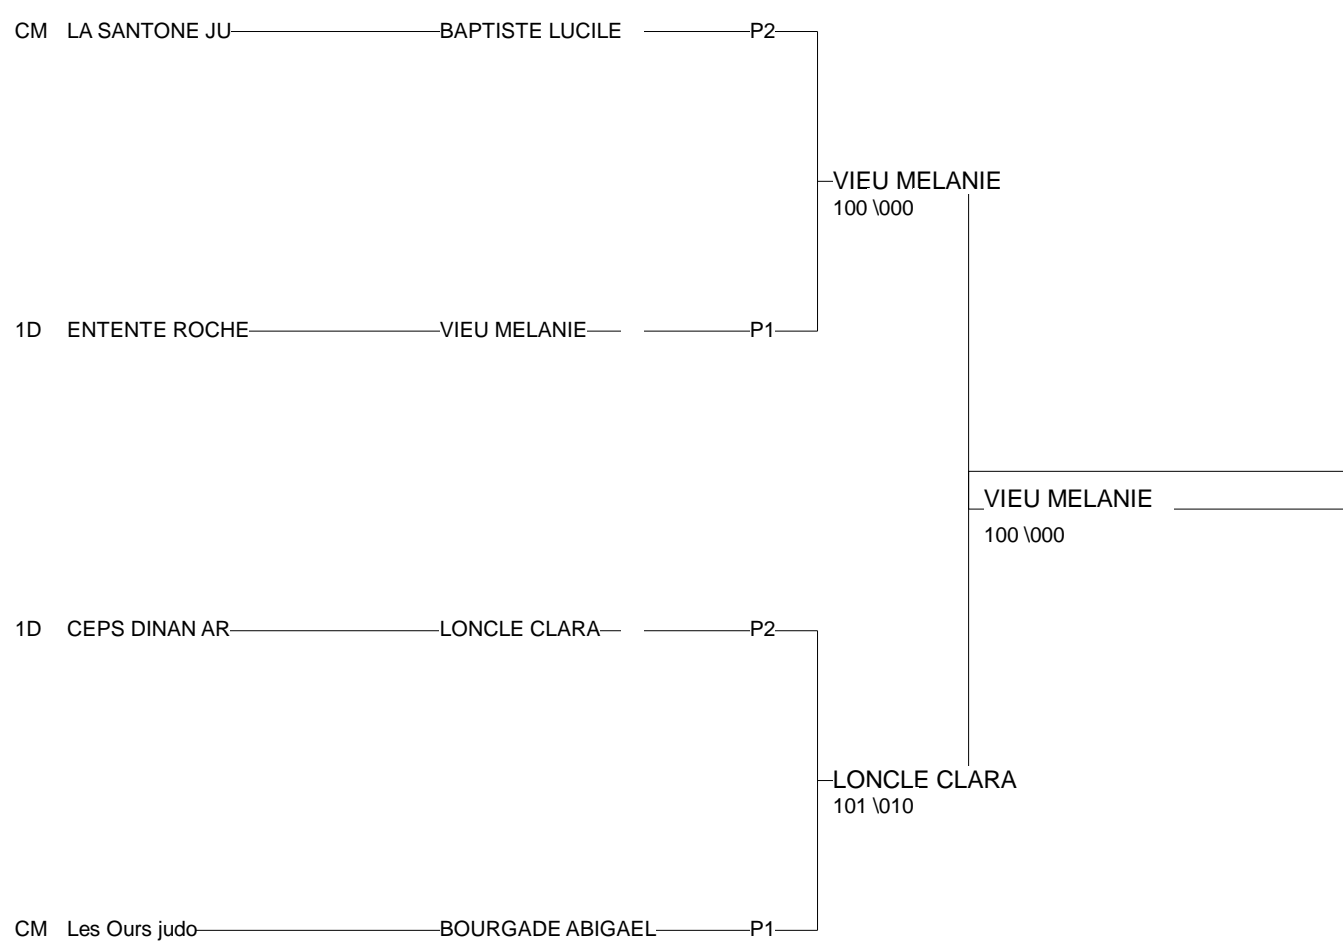 CM LA SANTONE JU BAPTISTE LUCILE P2
VIEU MELANIE
100 \000
1D ENTENTE ROCHE VIEU MELANIE P1
VIEU MELANIE
100 \000
1D CEPS DINAN AR LONCLE CLARA P2
LONCLE CLARA
101 \010
CM Les Ours judo BOURGADE ABIGAEL P1